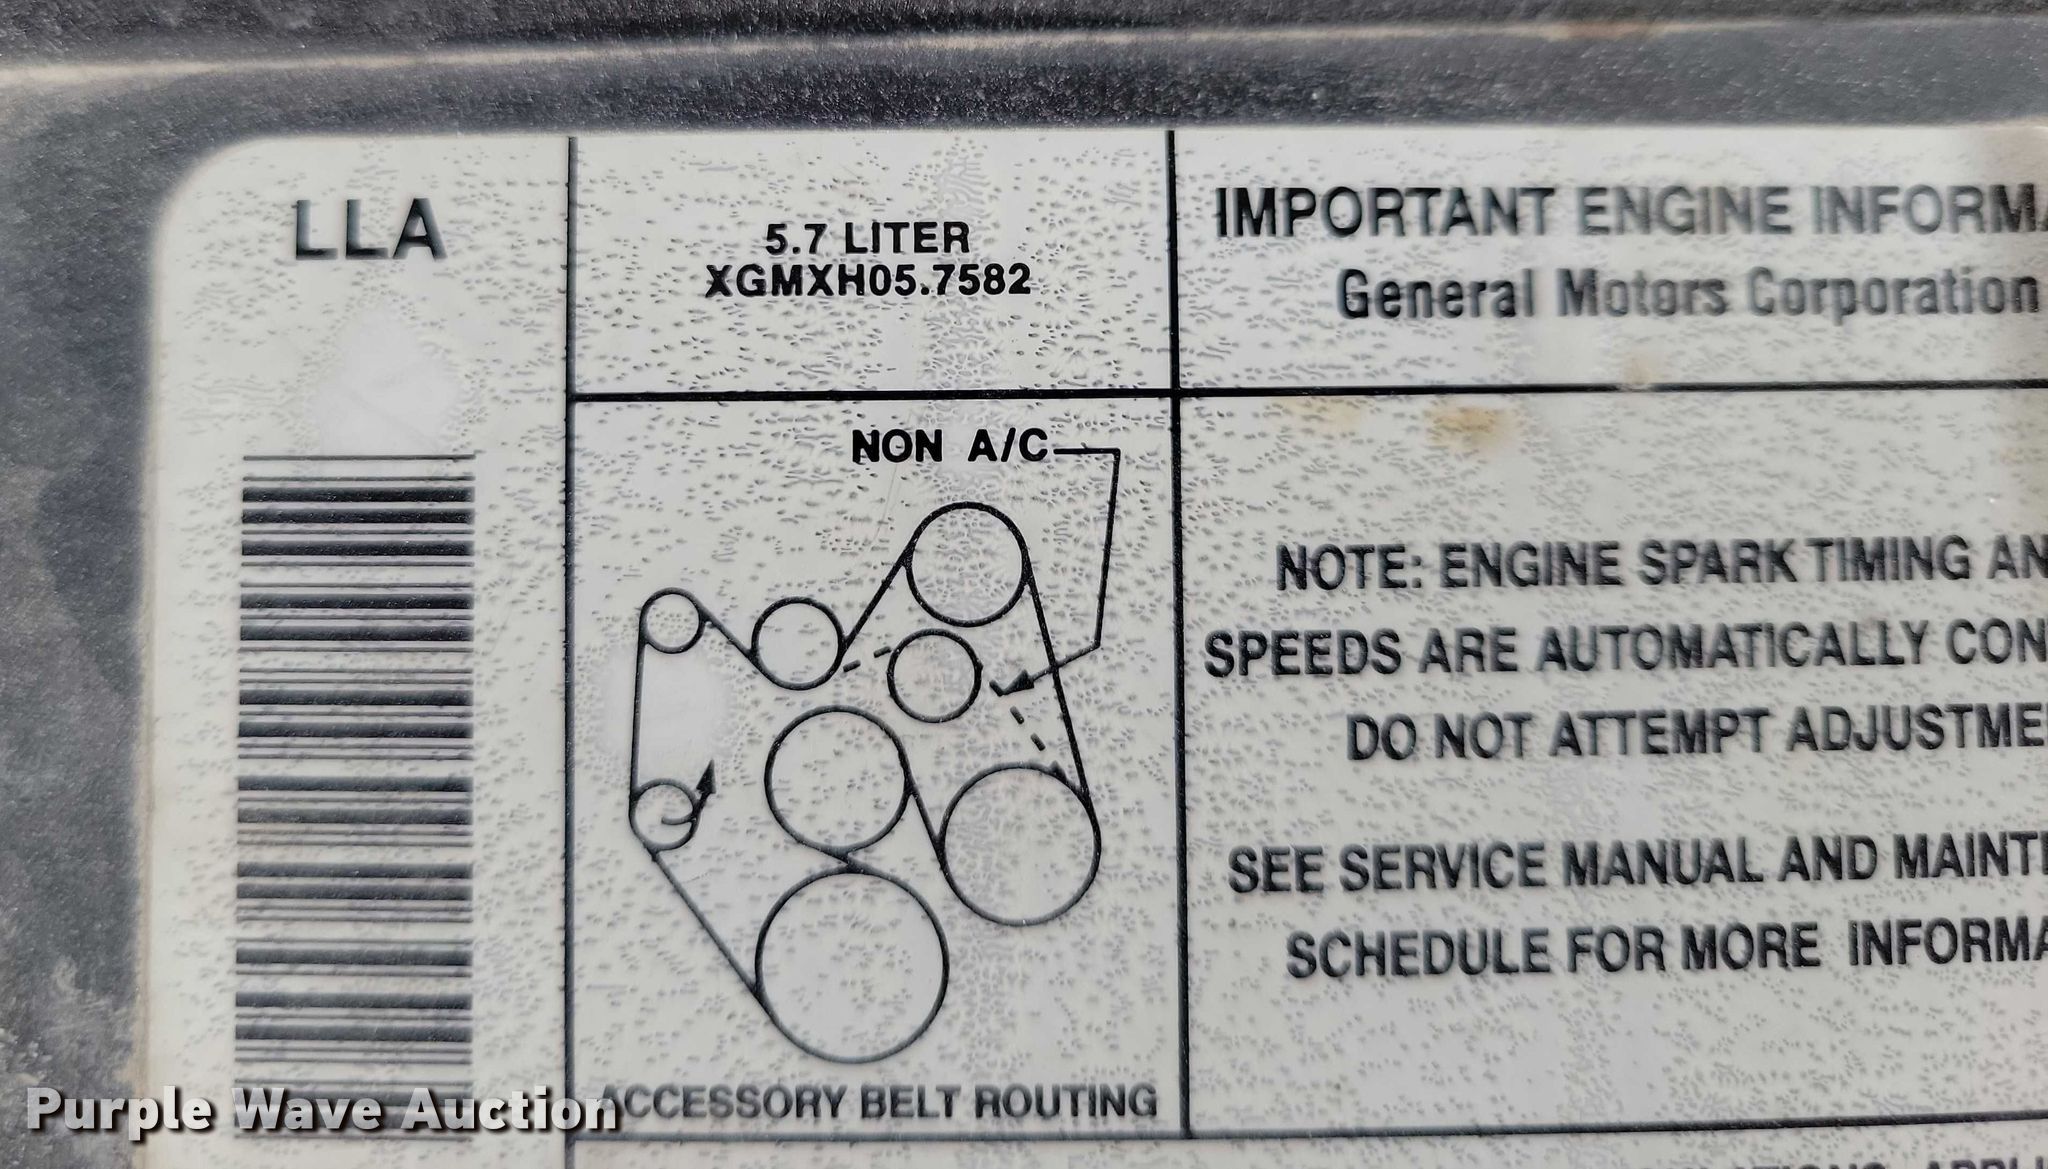 LLA
5.7 LITER
XGMXH05.7582
IMPORTANT ENGINE INFORMA
General Motors Corporation
NON A/C
NOTE: ENGINE SPARK TIMING AN
SPEEDS ARE AUTOMATICALLY CON
DO NOT ATTEMPT ADJUSTME
SEE SERVICE MANUAL AND MAINT
SCHEDULE FOR MORE INFORMA
ACCESSORY BELT ROUTING
Purple Wave Auction